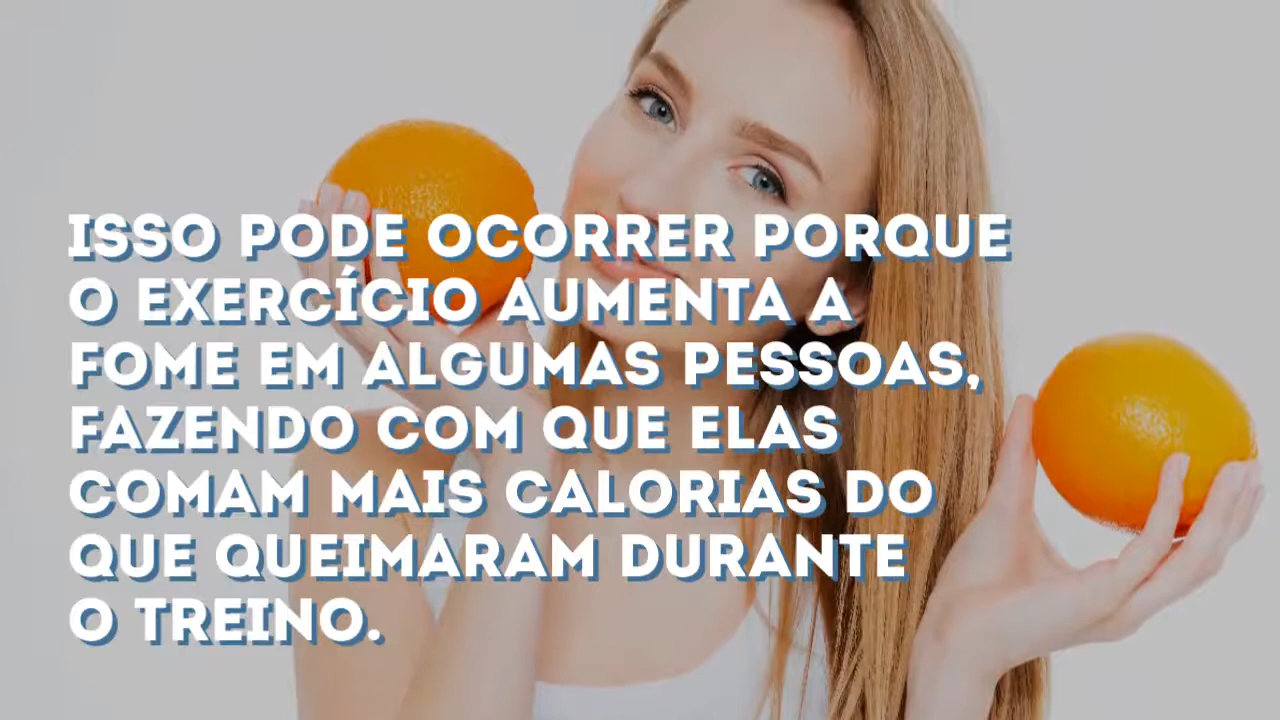 ISSO PODE OCORRER PORQUE
O EXERCÍCIO AUMENTA A
FOME EM ALGUMAS PESSOAS,
FAZENDO COM QUE ELAS
COMAM MAIS CALORIAS DO
QUE QUEIMARAM DURANTE
O TREINO.